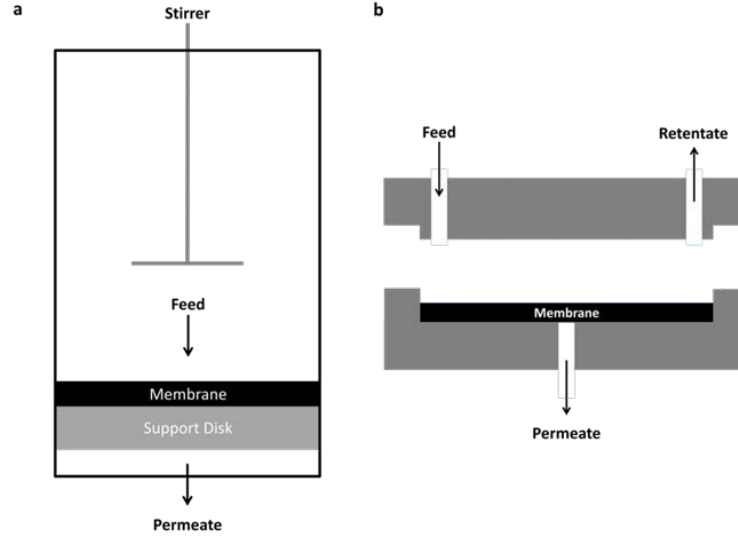 a
Stirrer
Feed
Membrane
Support Disk
Permeate
b
Feed
Retentate
Membrane
Permeate